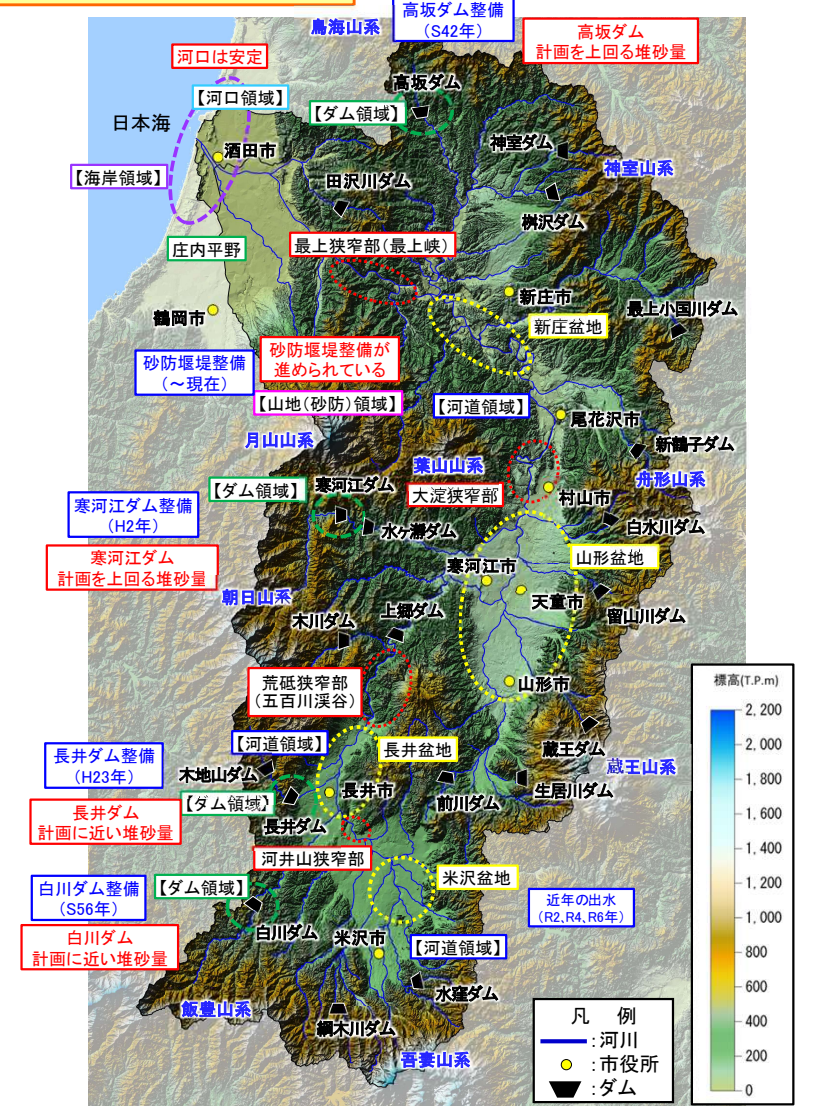 高坂ダム整備
（S42年）
鳥海山系
高坂ダム
計画を上回る堆砂量
河口は安定
高坂ダム
【河口領域】
【ダム領域】
日本海
神室ダム
酒田市
神室山系
【海岸領域】
田沢川ダム
桝沢ダム
庄内平野
最上狭窄部(最上峡)
新庄市
最上小国川ダム
鶴岡市
新庄盆地
砂防堰堤整備が
進められている
砂防堰堤整備
（～現在）
【山地(砂防)領域】
【河道領域】
尾花沢市
月山山系
新鶴子ダム
葉山山系
舟形山系
【ダム領域】
寒河江ダム
大淀狭窄部
村山市
寒河江ダム整備
（H2年）
水ヶ瀞ダム
白水川ダム
山形盆地
寒河江ダム
計画を上回る堆砂量
寒河江市
天童市
朝日山系
留山川ダム
木川ダム
上郷ダム
荒砥狭窄部
（五百川渓谷）
山形市
標高(T.P.m)
2,200
2,000
1,800
1,600
1,400
1,200
1,000
800
600
400
200
0
【河道領域】
長井盆地
蔵王ダム
長井ダム整備
（H23年）
木地山ダム
蔵王山系
【ダム領域】
長井市
前川ダム
生居川ダム
長井ダム
計画に近い堆砂量
長井ダム
河井山狭窄部
白川ダム整備
（S56年）
【ダム領域】
米沢盆地
近年の出水
（R2、R4、R6年）
白川ダム
計画に近い堆砂量
白川ダム
米沢市
【河道領域】
水窪ダム
飯豊山系
綱木川ダム
吾妻山系
凡　例
：河川
：市役所
：ダム